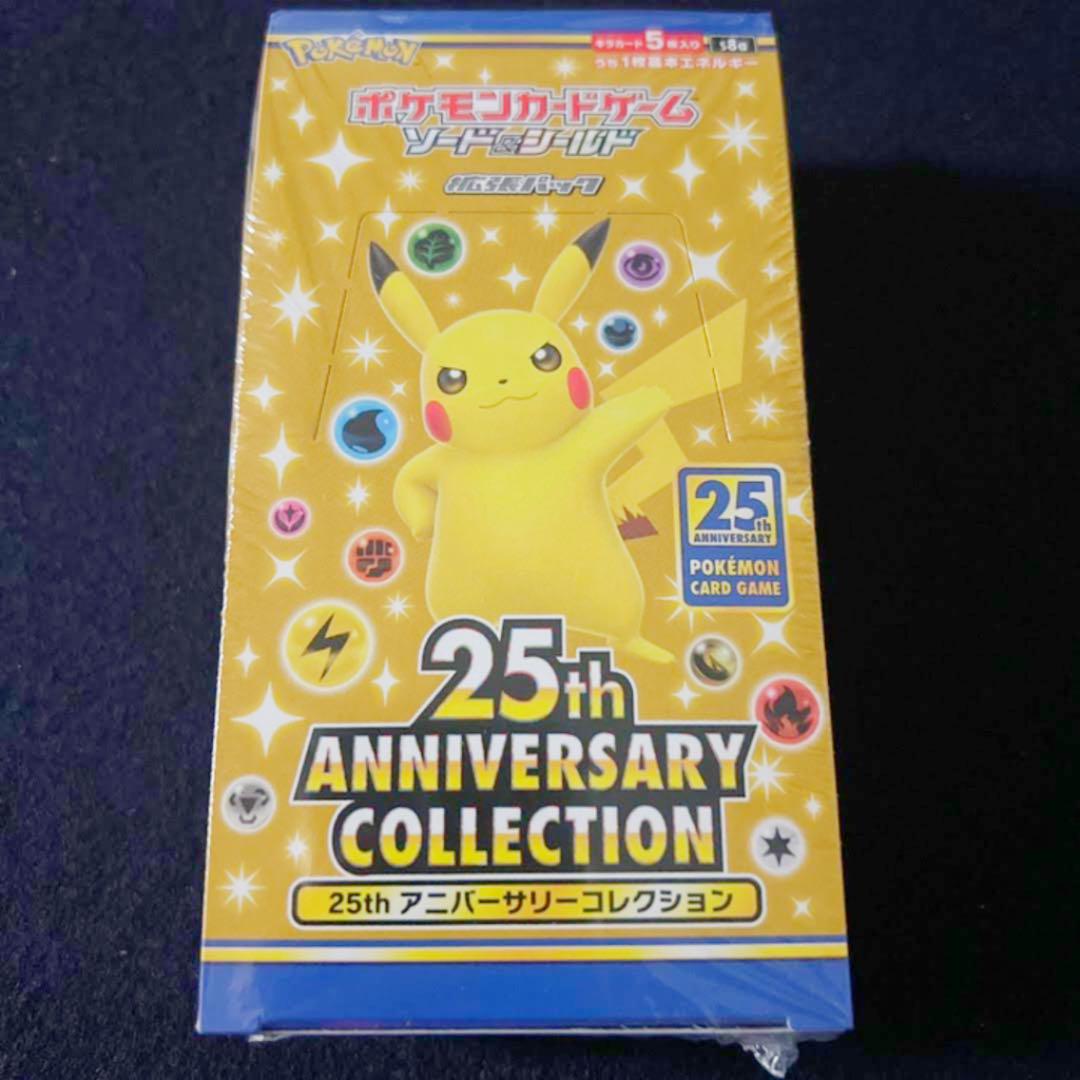 POKéMON
キラカード5枚入り
s8a
うち1枚基本エネルギー
ポケモンカードゲーム
ソード&シールド
拡張パック
25th
ANNIVERSARY
POKÉMON
CARD GAME
25th
ANNIVERSARY
COLLECTION
25th アニバーサリーコレクション